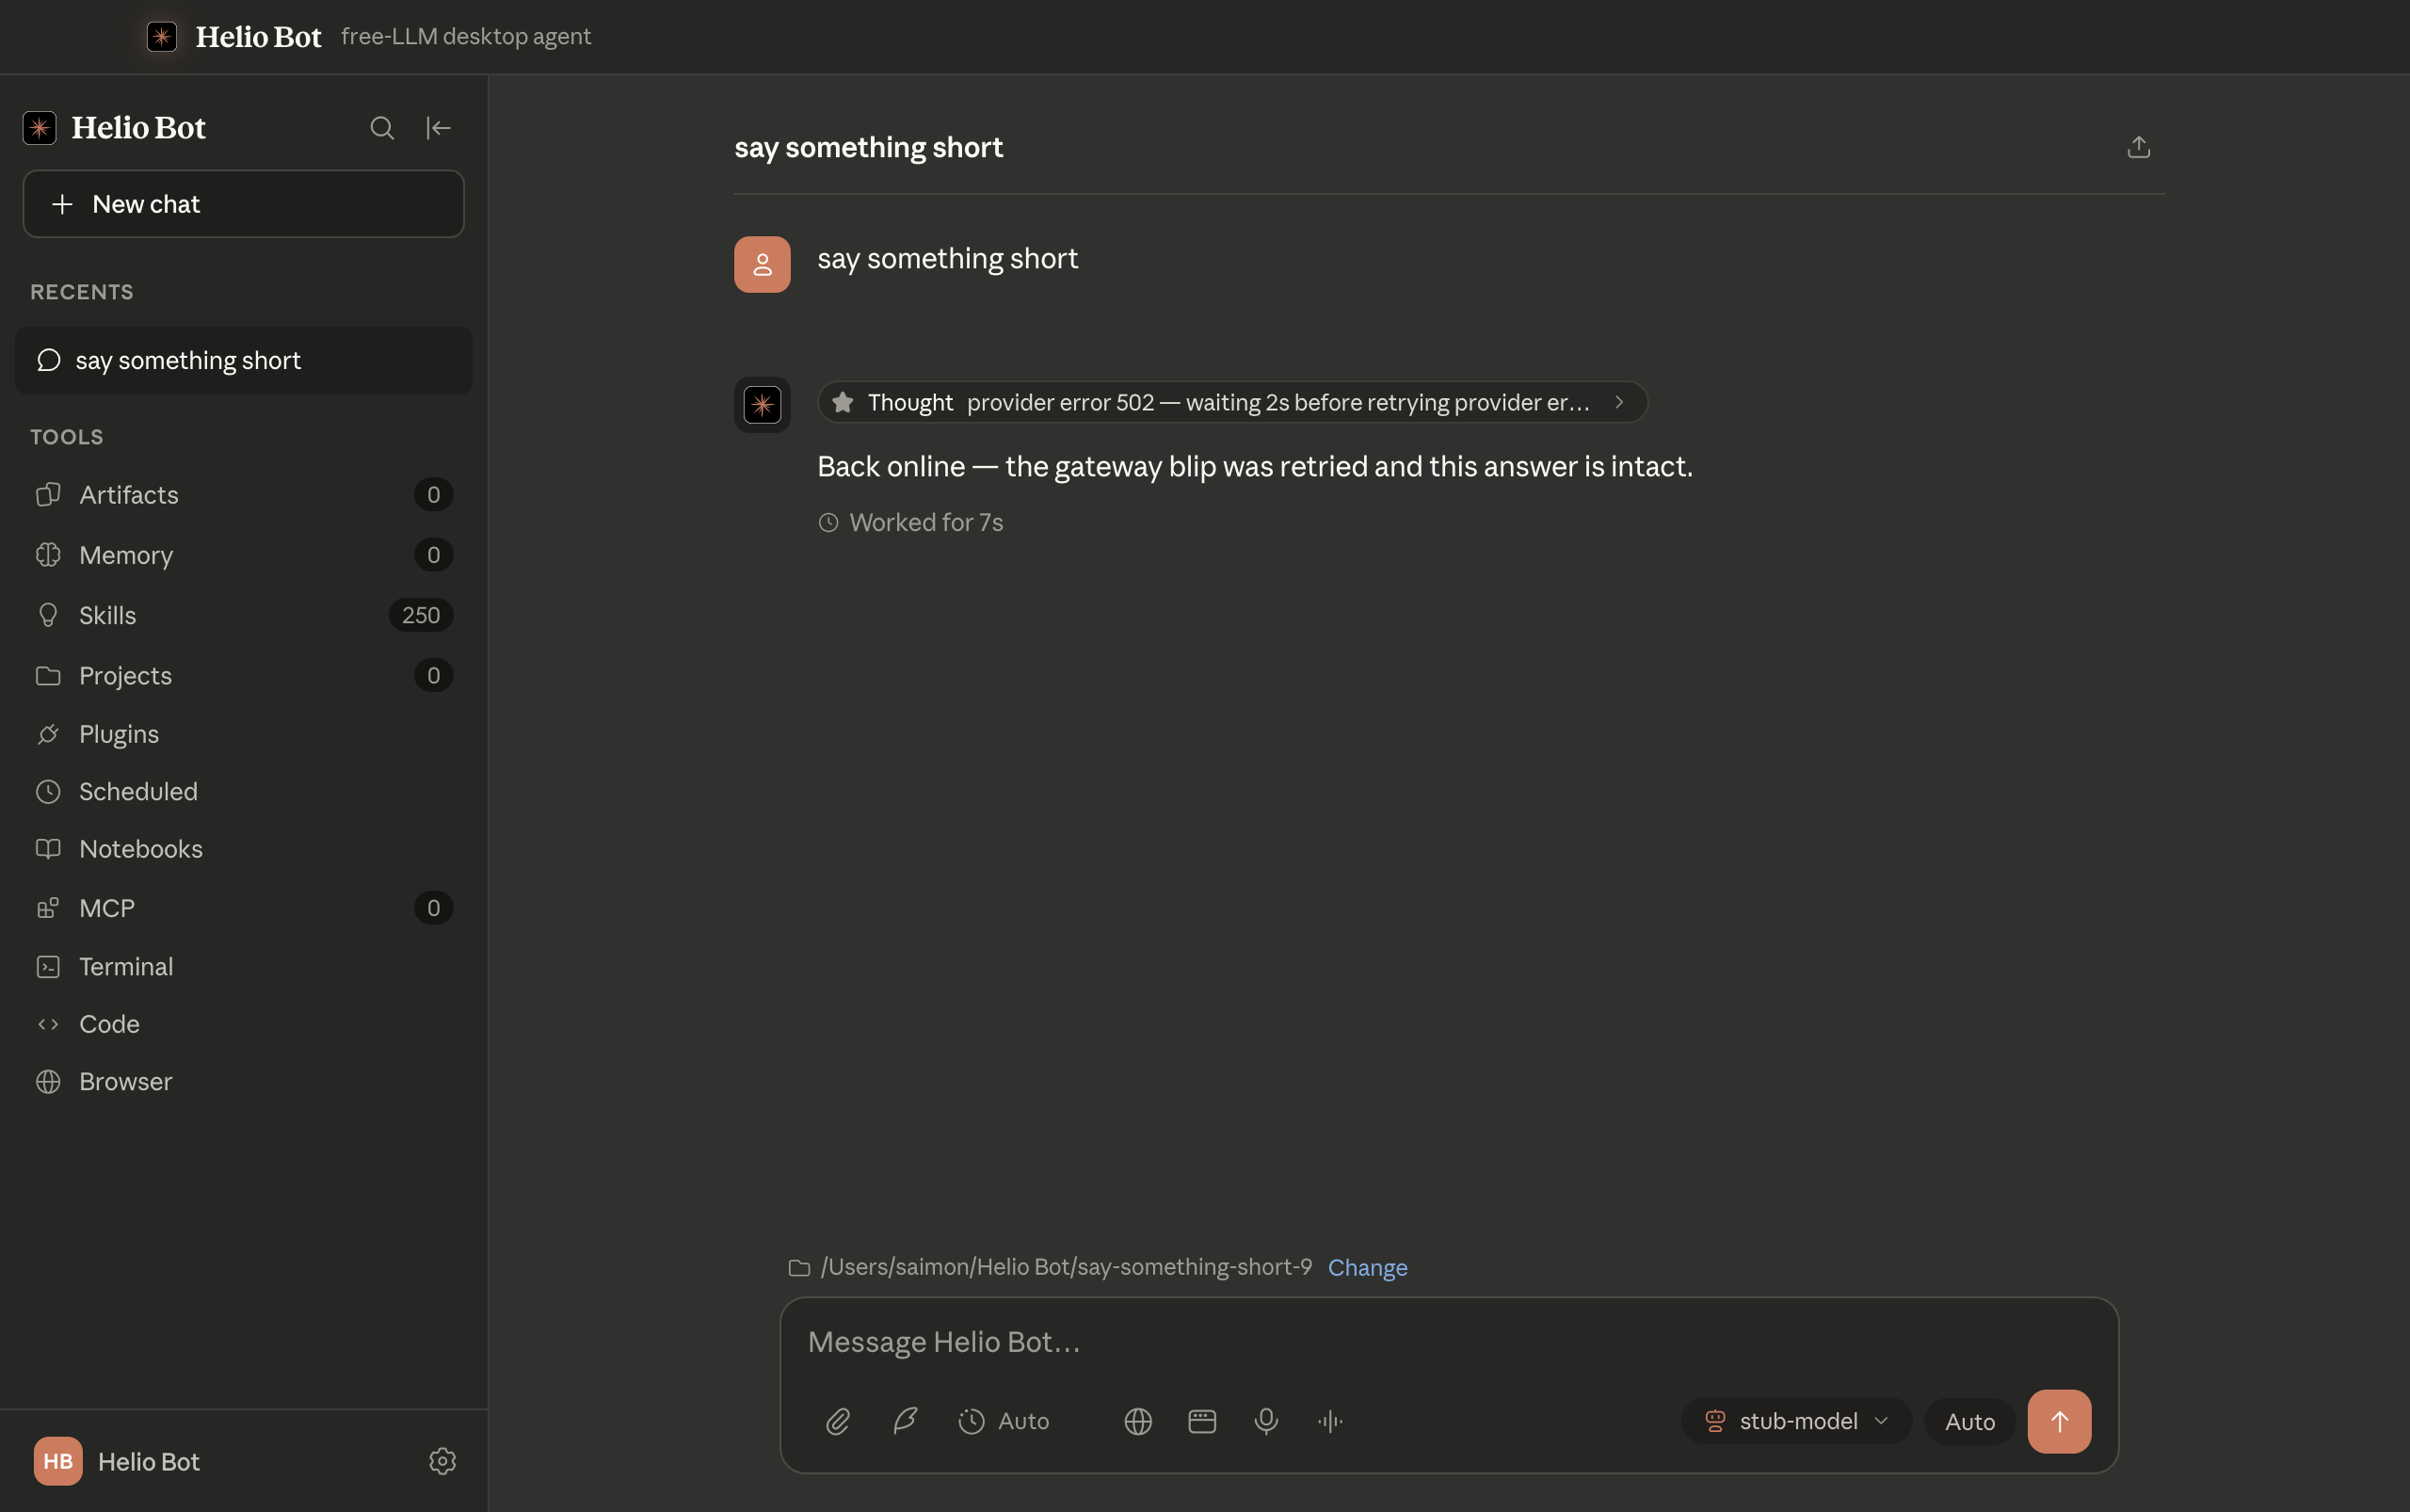 Helio Bot free-LLM desktop agent
Helio Bot
New chat
RECENTS
say something short
TOOLS
Artifacts 0
Memory 0
Skills 250
Projects 0
Plugins
Scheduled
Notebooks
MCP 0
Terminal
Code
Browser
HB Helio Bot
say something short
say something short
Thought provider error 502 — waiting 2s before retrying provider er…
Back online — the gateway blip was retried and this answer is intact.
Worked for 7s
/Users/saimon/Helio Bot/say-something-short-9 Change
Message Helio Bot…
Auto stub-model Auto